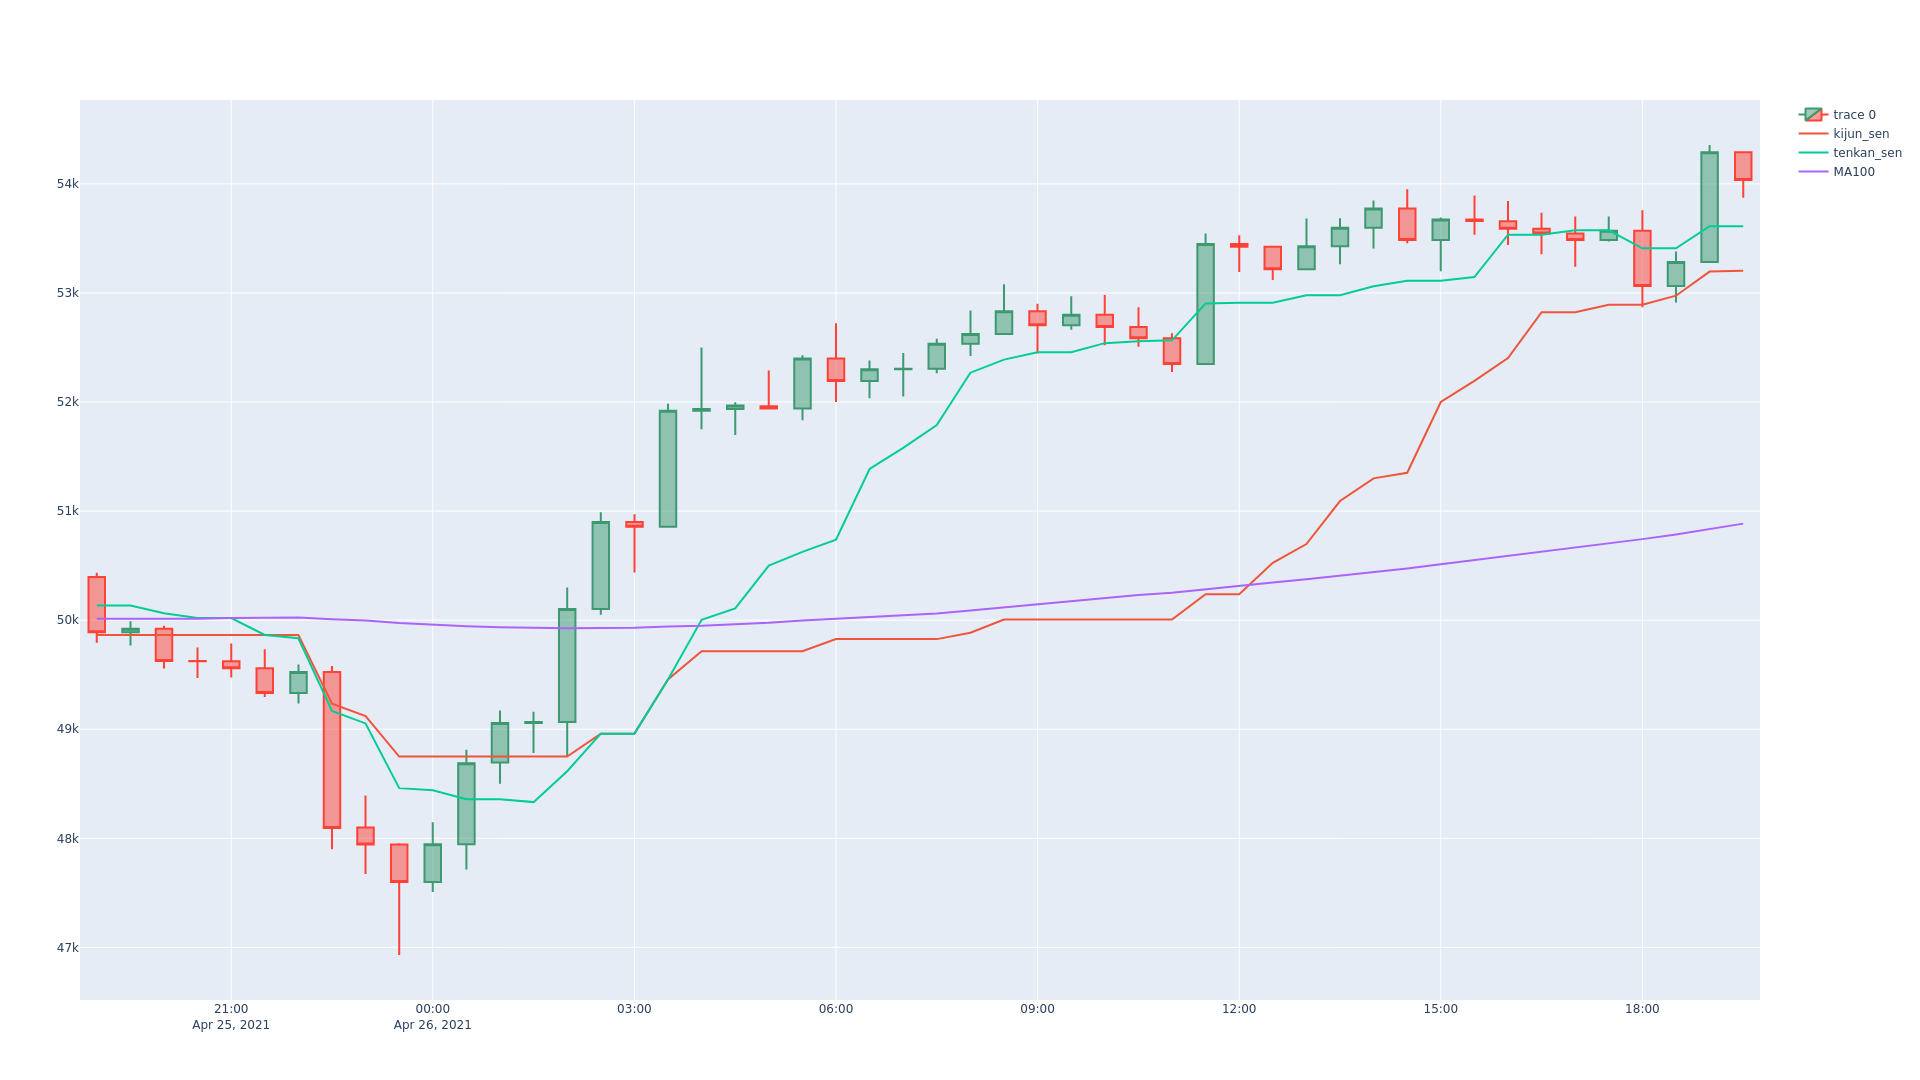 trace 0
kijun_sen
tenkan_sen
MA100
54k
53k
52k
51k
50k
49k
48k
47k
21:00 00:00 03:00 06:00 09:00 12:00 15:00 18:00
Apr 25, 2021 Apr 26, 2021